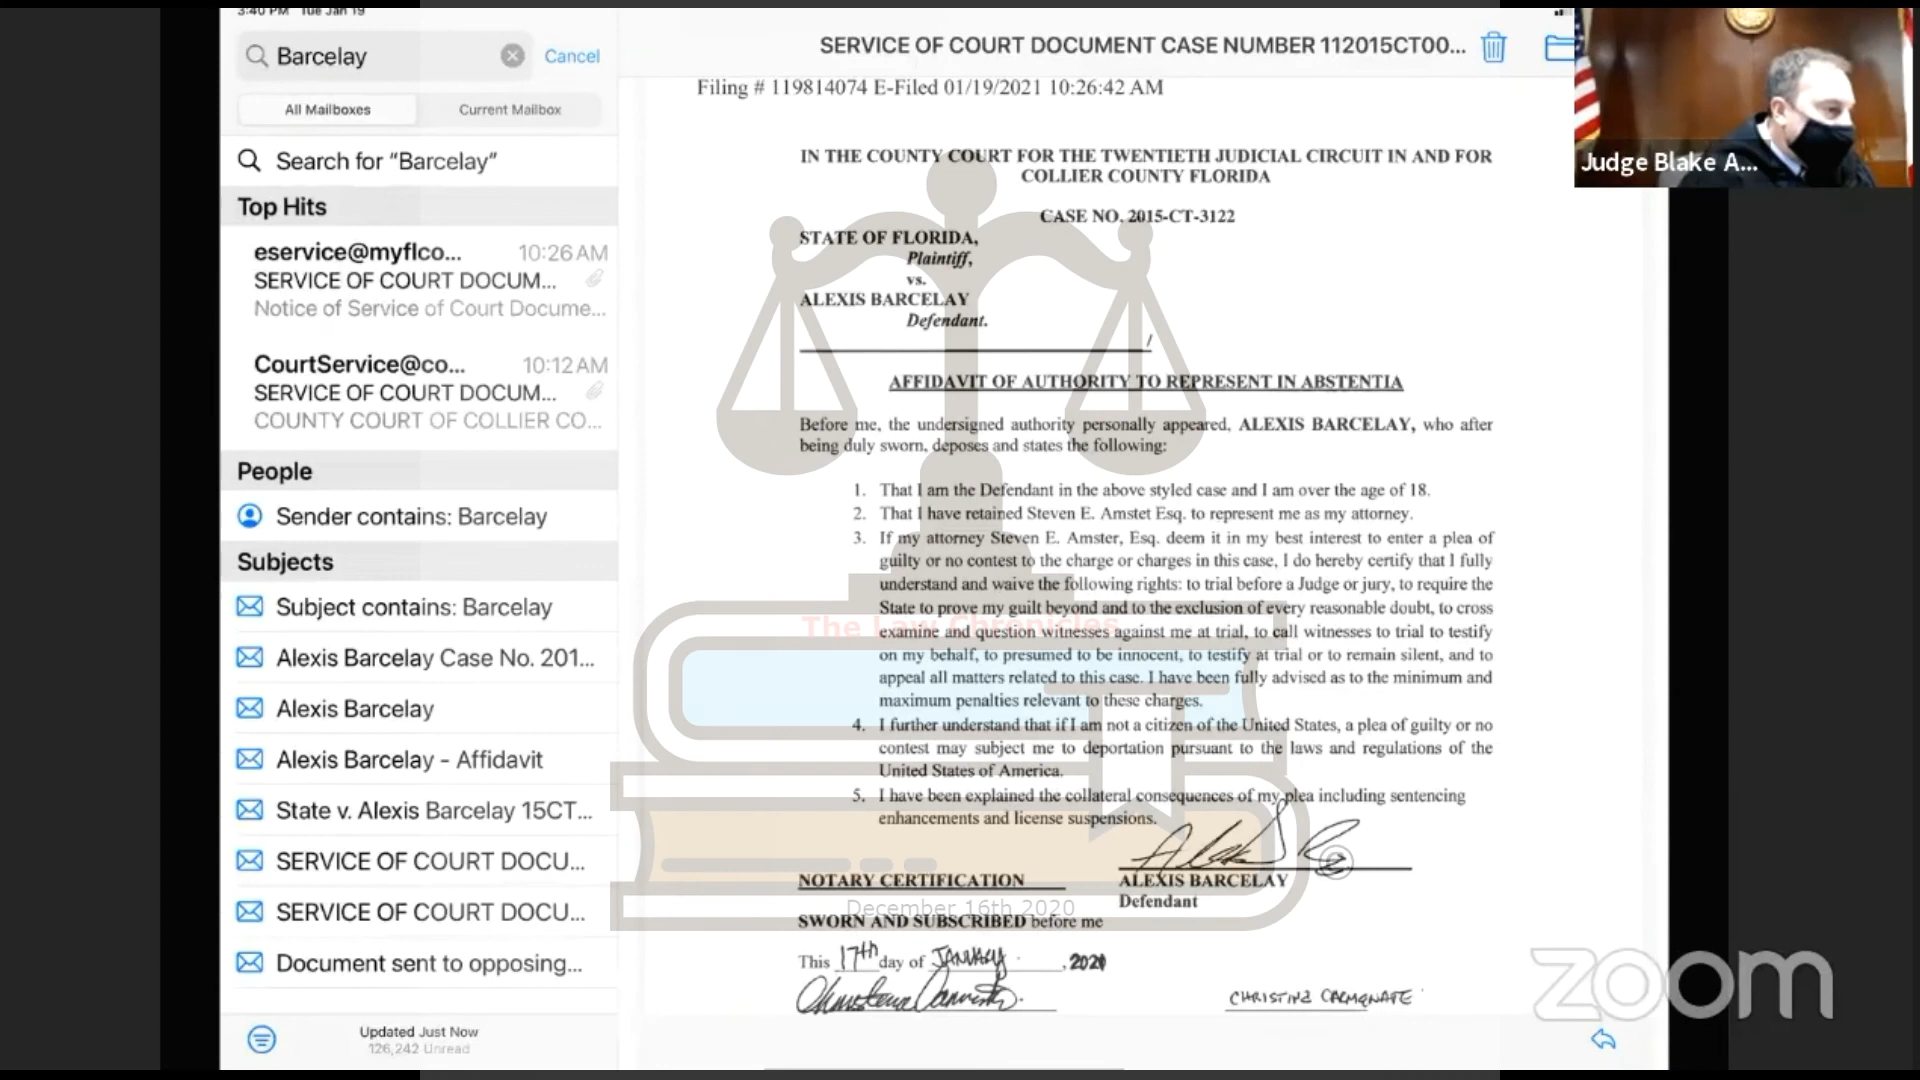 3:40 PM Tue Jan 19
Barcelay
Cancel
All Mailboxes
Current Mailbox
Search for "Barcelay"
Top Hits
eservice@myflco...
10:26 AM
SERVICE OF COURT DOCUM...
Notice of Service of Court Docume...
CourtService@co...
10:12 AM
SERVICE OF COURT DOCUM...
COUNTY COURT OF COLLIER CO...
People
Sender contains: Barcelay
Subjects
Subject contains: Barcelay
Alexis Barcelay Case No. 201...
Alexis Barcelay
Alexis Barcelay - Affidavit
State v. Alexis Barcelay 15CT...
SERVICE OF COURT DOCU...
SERVICE OF COURT DOCU...
Document sent to opposing...
Updated Just Now
126,242 Unread
SERVICE OF COURT DOCUMENT CASE NUMBER 112015CT00...
Filing # 119814074 E-Filed 01/19/2021 10:26:42 AM
IN THE COUNTY COURT FOR THE TWENTIETH JUDICIAL CIRCUIT IN AND FOR
COLLIER COUNTY FLORIDA
CASE NO. 2015-CT-3122
STATE OF FLORIDA,
Plaintiff,
vs.
ALEXIS BARCELAY
Defendant.
/
AFFIDAVIT OF AUTHORITY TO REPRESENT IN ABSTENTIA
Before me, the undersigned authority personally appeared, ALEXIS BARCELAY, who after
being duly sworn, deposes and states the following:
1. That I am the Defendant in the above styled case and I am over the age of 18.
2. That I have retained Steven E. Amstet Esq. to represent me as my attorney.
3. If my attorney Steven E. Amster, Esq. deem it in my best interest to enter a plea of
guilty or no contest to the charge or charges in this case, I do hereby certify that I fully
understand and waive the following rights: to trial before a Judge or jury, to require the
State to prove my guilt beyond and to the exclusion of every reasonable doubt, to cross
The Law Chronicles
examine and question witnesses against me at trial, to call witnesses to trial to testify
on my behalf, to presumed to be innocent, to testify at trial or to remain silent, and to
appeal all matters related to this case. I have been fully advised as to the minimum and
maximum penalties relevant to these charges.
4. I further understand that if I am not a citizen of the United States, a plea of guilty or no
contest may subject me to deportation pursuant to the laws and regulations of the
United States of America.
5. I have been explained the collateral consequences of my plea including sentencing
enhancements and license suspensions.
NOTARY CERTIFICATION
ALEXIS BARCELAY
Defendant
December 16th 2020
SWORN AND SUBSCRIBED before me
This 17th day of JANUARY, 2021
CHRISTINE CARMENATE
Judge Blake A...
zoom